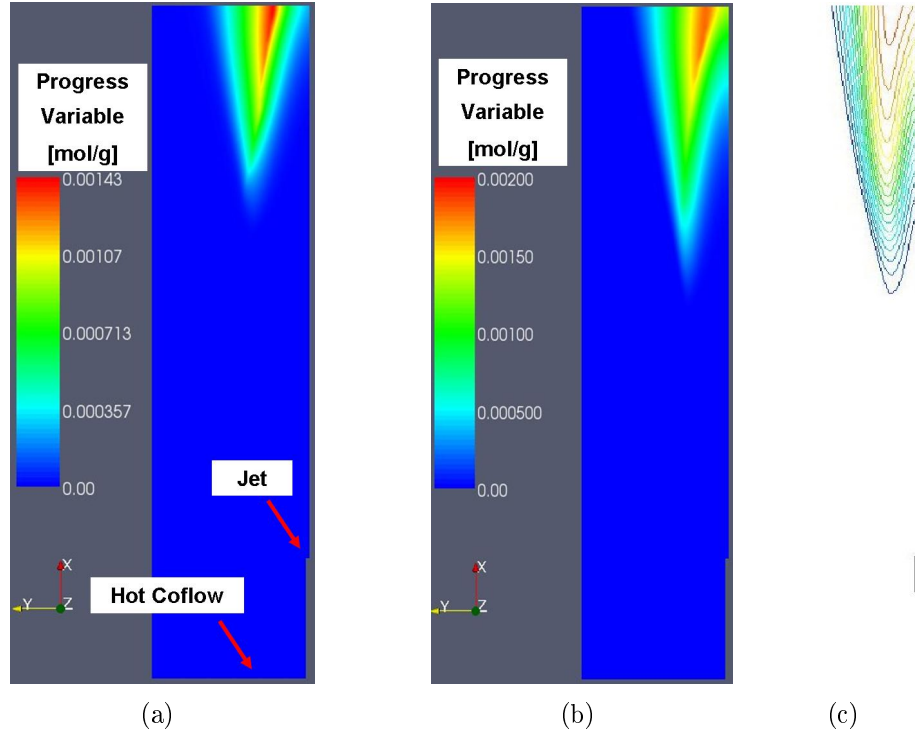 Progress
Variable
[mol/g]
0.00143
0.00107
0.000713
0.000357
0.00
Jet
Hot Coflow
X
Y
Z
(a)
Progress
Variable
[mol/g]
0.00200
0.00150
0.00100
0.000500
0.00
X
Y
Z
(b)
(c)